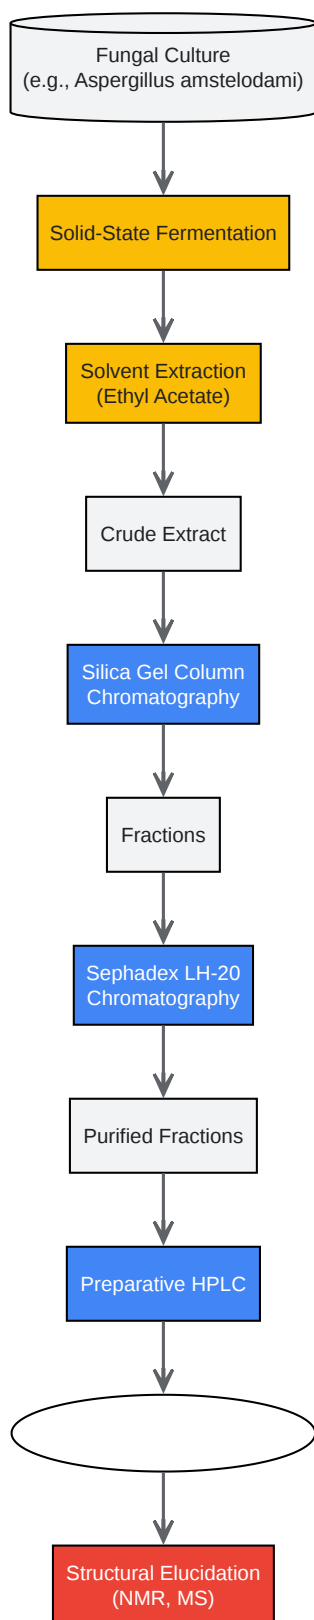 Fungal Culture
(e.g., Aspergillus amstelodami)
Solid-State Fermentation
Solvent Extraction
(Ethyl Acetate)
Crude Extract
Silica Gel Column
Chromatography
Fractions
Sephadex LH-20
Chromatography
Purified Fractions
Preparative HPLC
Structural Elucidation
(NMR, MS)